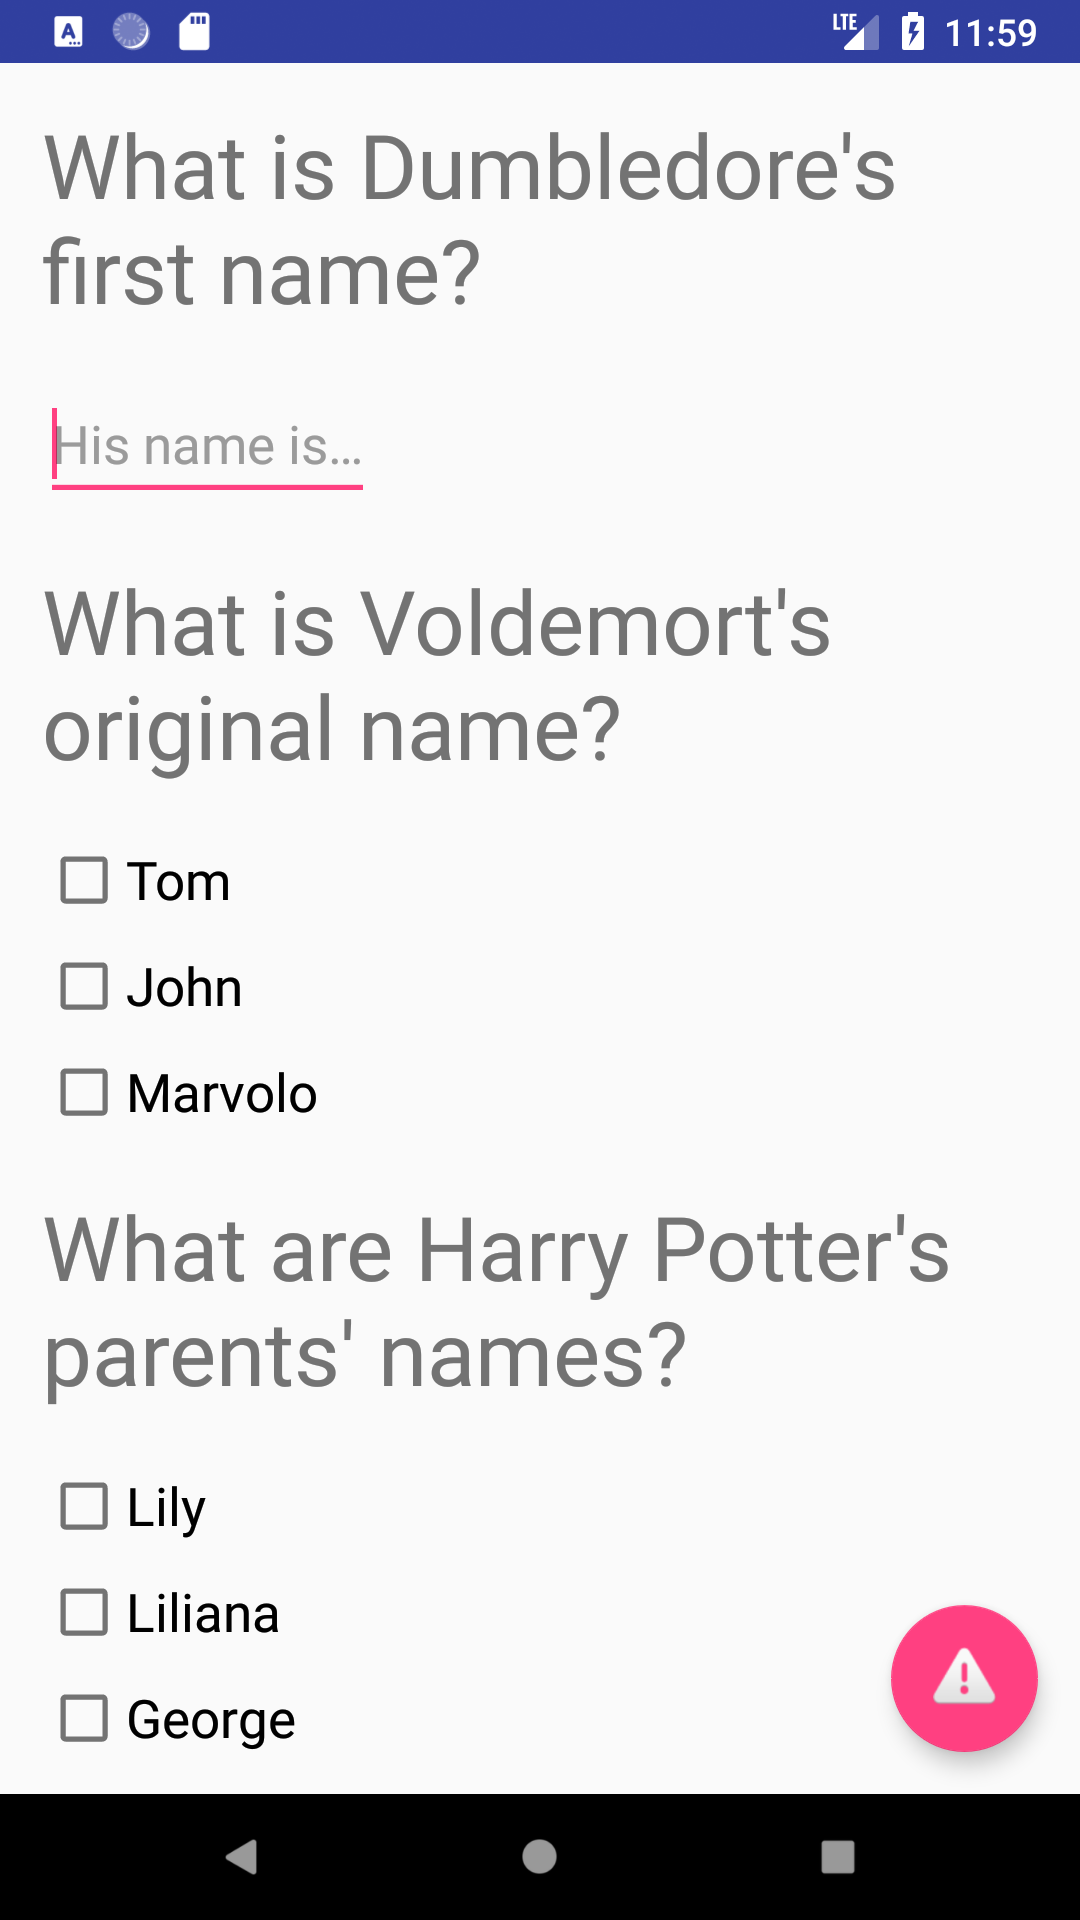 LTE 11:59
What is Dumbledore's
first name?
His name is...
What is Voldemort's
original name?
Tom
John
Marvolo
What are Harry Potter's
parents' names?
Lily
Liliana
George